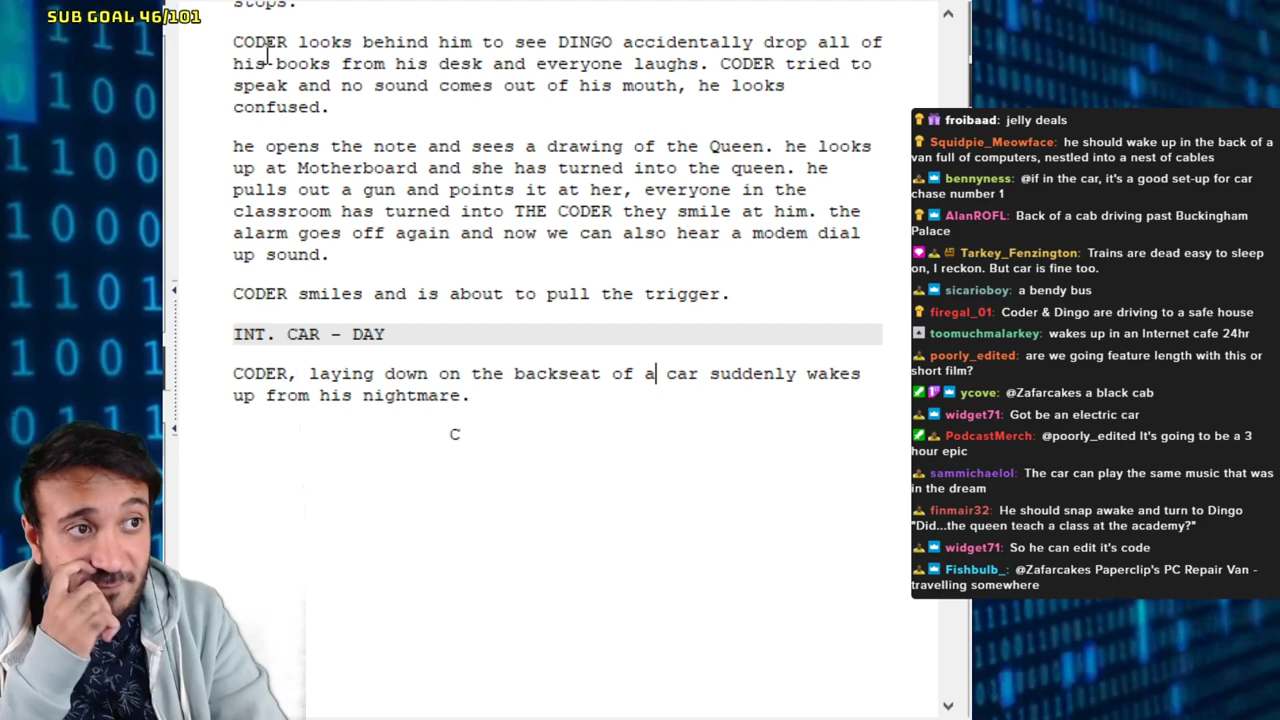 SUB GOAL 46/101
stops.
CODER looks behind him to see DINGO accidentally drop all of
his books from his desk and everyone laughs. CODER tried to
speak and no sound comes out of his mouth, he looks
confused.
he opens the note and sees a drawing of the Queen. he looks
up at Motherboard and she has turned into the queen. he
pulls out a gun and points it at her, everyone in the
classroom has turned into THE CODER they smile at him. the
alarm goes off again and now we can also hear a modem dial
up sound.
CODER smiles and is about to pull the trigger.
INT. CAR - DAY
CODER, laying down on the backseat of a car suddenly wakes
up from his nightmare.
C
froibaad: jelly deals
Squidpie_Meowface: he should wake up in the back of a
van full of computers, nestled into a nest of cables
bennyness: @if in the car, it's a good set-up for car
chase number 1
AlanROFL: Back of a cab driving past Buckingham
Palace
Tarkey_Fenzington: Trains are dead easy to sleep
on, I reckon. But car is fine too.
sicarioboy: a bendy bus
firegal_01: Coder & Dingo are driving to a safe house
toomuchmalarkey: wakes up in an Internet cafe 24hr
poorly_edited: are we going feature length with this or
short film?
ycove: @Zafarcakes a black cab
widget71: Got be an electric car
PodcastMerch: @poorly_edited It's going to be a 3
hour epic
sammichaelol: The car can play the same music that was
in the dream
finmair32: He should snap awake and turn to Dingo
"Did...the queen teach a class at the academy?"
widget71: So he can edit it's code
Fishbulb_: @Zafarcakes Paperclip's PC Repair Van -
travelling somewhere